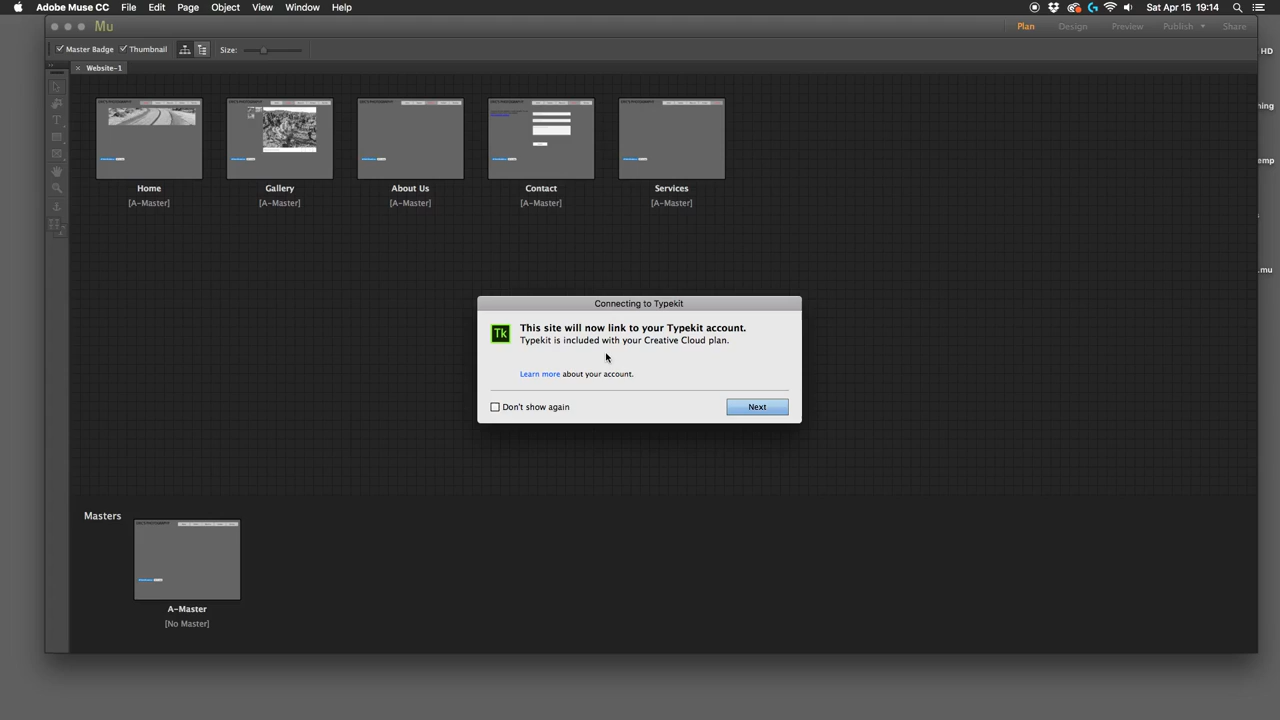 Adobe Muse CC File Edit Page Object View Window Help Sat Apr 15 19:14
Mu Plan Design Preview Publish Share
Master Badge Thumbnail Size:
HD
Website-1
Home Gallery About Us Contact Services
[A-Master] [A-Master] [A-Master] [A-Master] [A-Master]
.mu
Connecting to Typekit
Tk
This site will now link to your Typekit account.
Typekit is included with your Creative Cloud plan.
Learn more about your account.
Don't show again
Next
Masters
A-Master
[No Master]